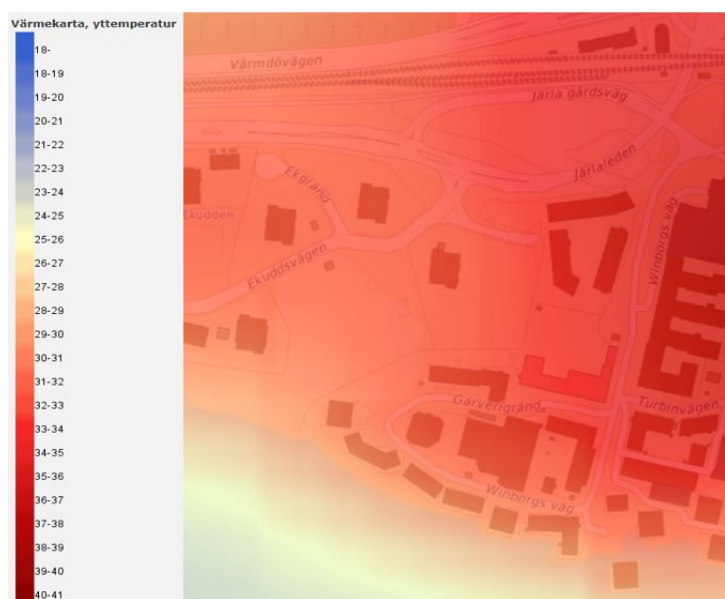 Värmekarta, yttemperatur
18-
18-19
19-20
20-21
21-22
22-23
23-24
24-25
25-26
26-27
27-28
28-29
29-30
30-31
31-32
32-33
33-34
34-35
35-36
36-37
37-38
38-39
39-40
40-41
Värmdövägen
Järla gårdsväg
Järlaleden
Ekgränd
Ekudden
Ekuddsvägen
Winborgs väg
Garverigränd
Turbinvägen
Winborgs väg